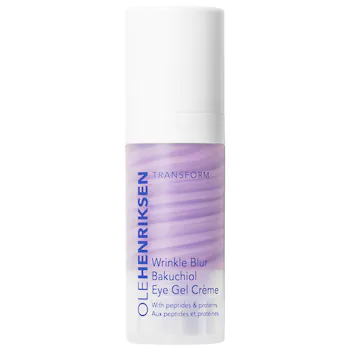 OLEHENRIKSEN
TRANSFORM
Wrinkle Blur
Bakuchiol
Eye Gel Crème
With peptides & proteins
Aux peptides et protéines